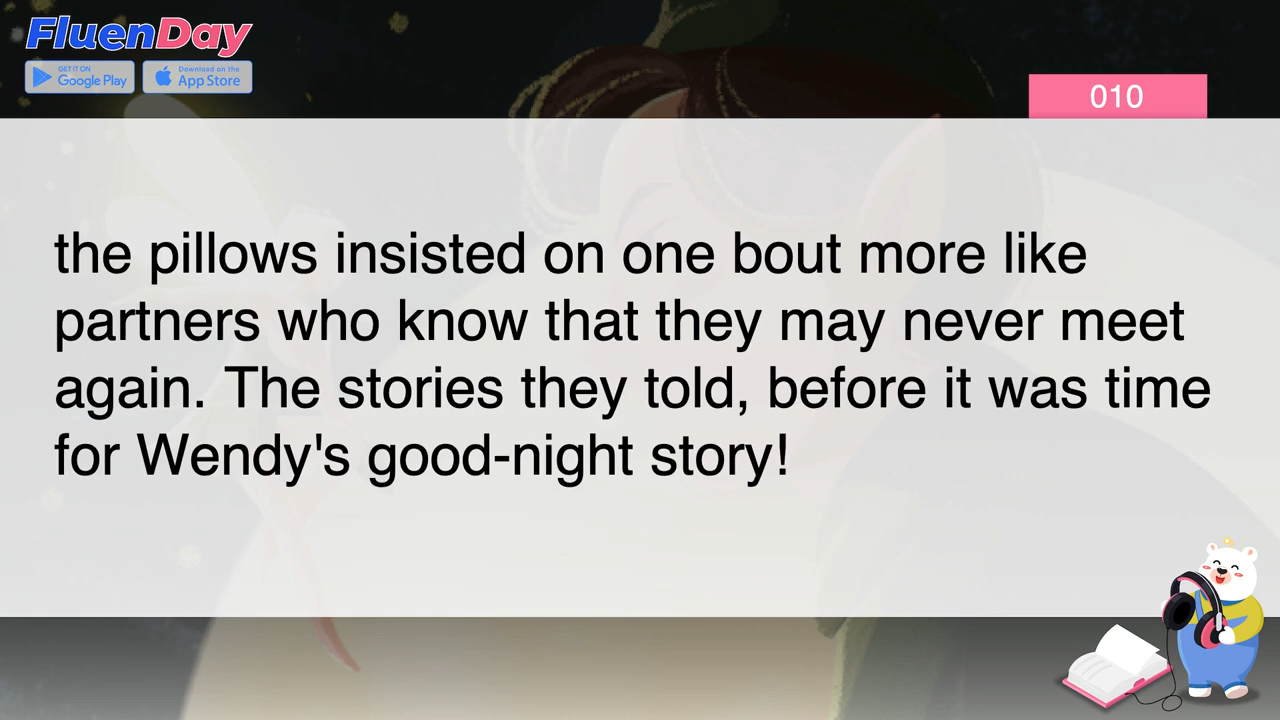 FluenDay
GET IT ON
Google Play
Download on the
App Store
010
the pillows insisted on one bout more like
partners who know that they may never meet
again. The stories they told, before it was time
for Wendy's good-night story!